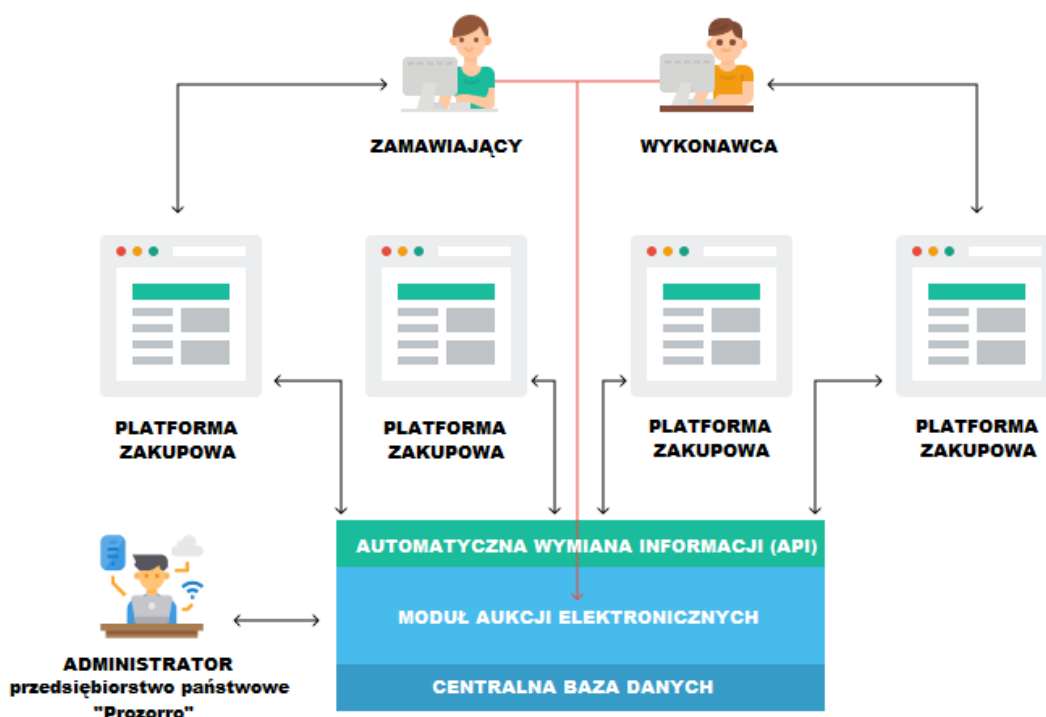 ZAMAWIAJĄCY
WYKONAWCA
PLATFORMA
ZAKUPOWA
PLATFORMA
ZAKUPOWA
PLATFORMA
ZAKUPOWA
PLATFORMA
ZAKUPOWA
AUTOMATYCZNA WYMIANA INFORMACJI (API)
MODUŁ AUKCJI ELEKTRONICZNYCH
CENTRALNA BAZA DANYCH
ADMINISTRATOR
przedsiębiorstwo państwowe
"Prozorro"